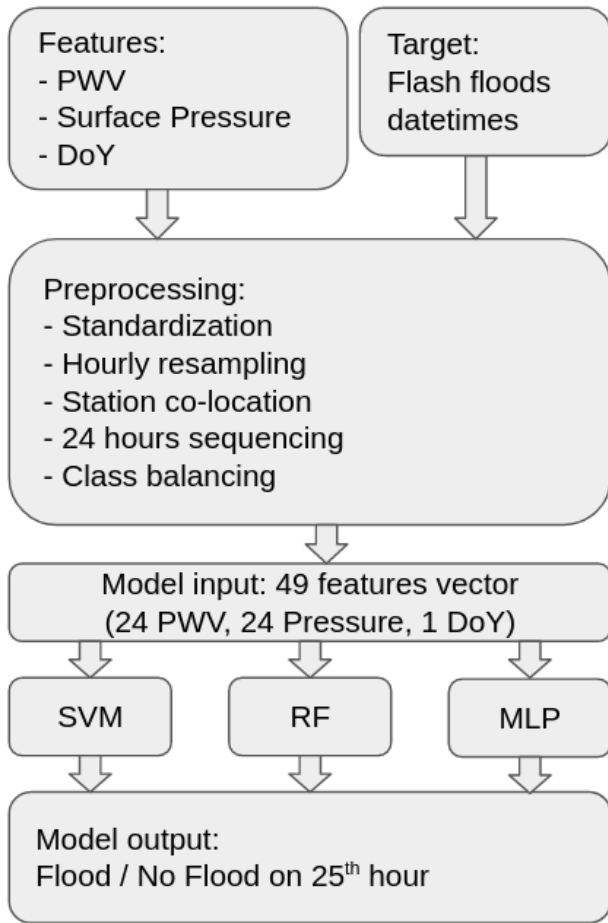 Features:
- PWV
- Surface Pressure
- DoY
Target:
Flash floods
datetimes
Preprocessing:
- Standardization
- Hourly resampling
- Station co-location
- 24 hours sequencing
- Class balancing
Model input: 49 features vector
(24 PWV, 24 Pressure, 1 DoY)
SVM
RF
MLP
Model output:
Flood / No Flood on 25th hour